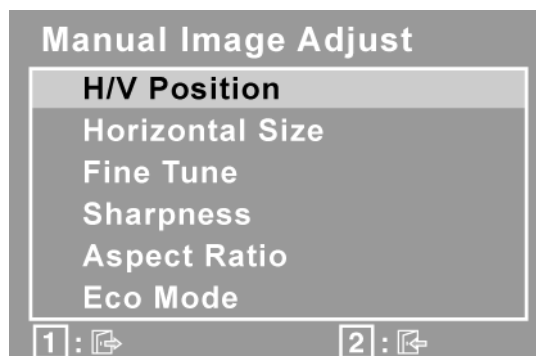 Manual Image Adjust
H/V Position
Horizontal Size
Fine Tune
Sharpness
Aspect Ratio
Eco Mode
1 : 2 :